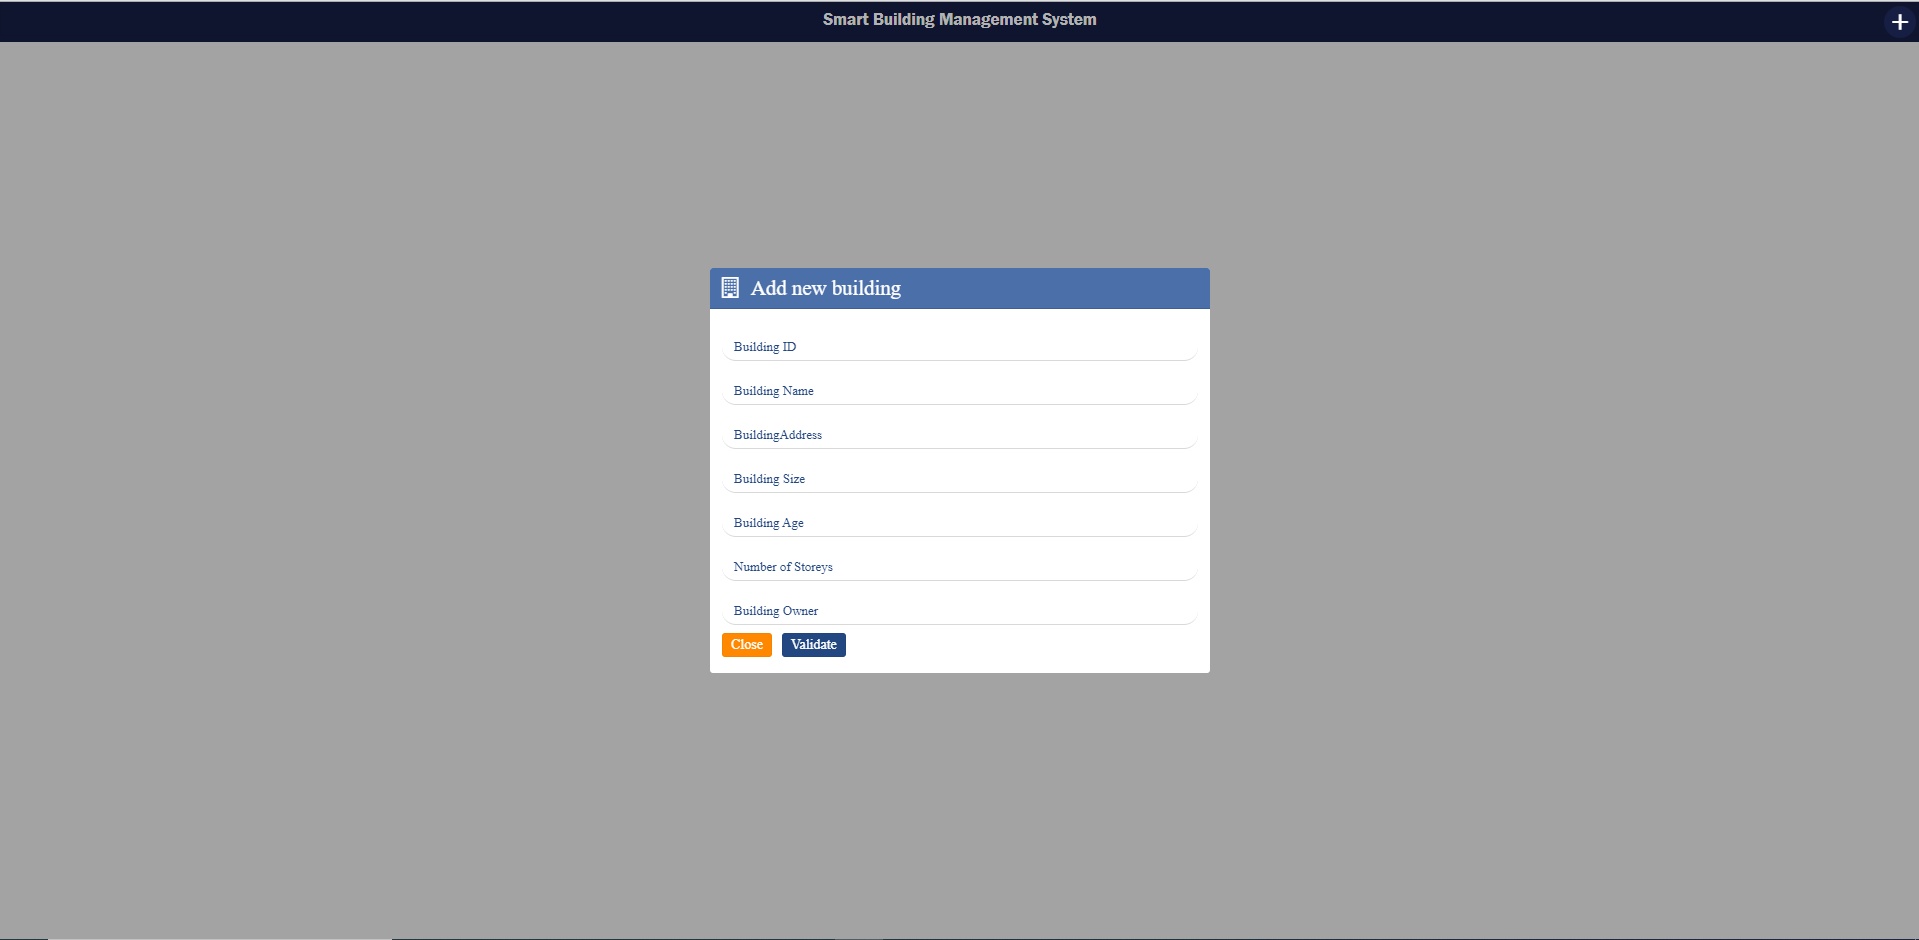 Smart Building Management System
Add new building
Building ID
Building Name
BuildingAddress
Building Size
Building Age
Number of Storeys
Building Owner
Close Validate